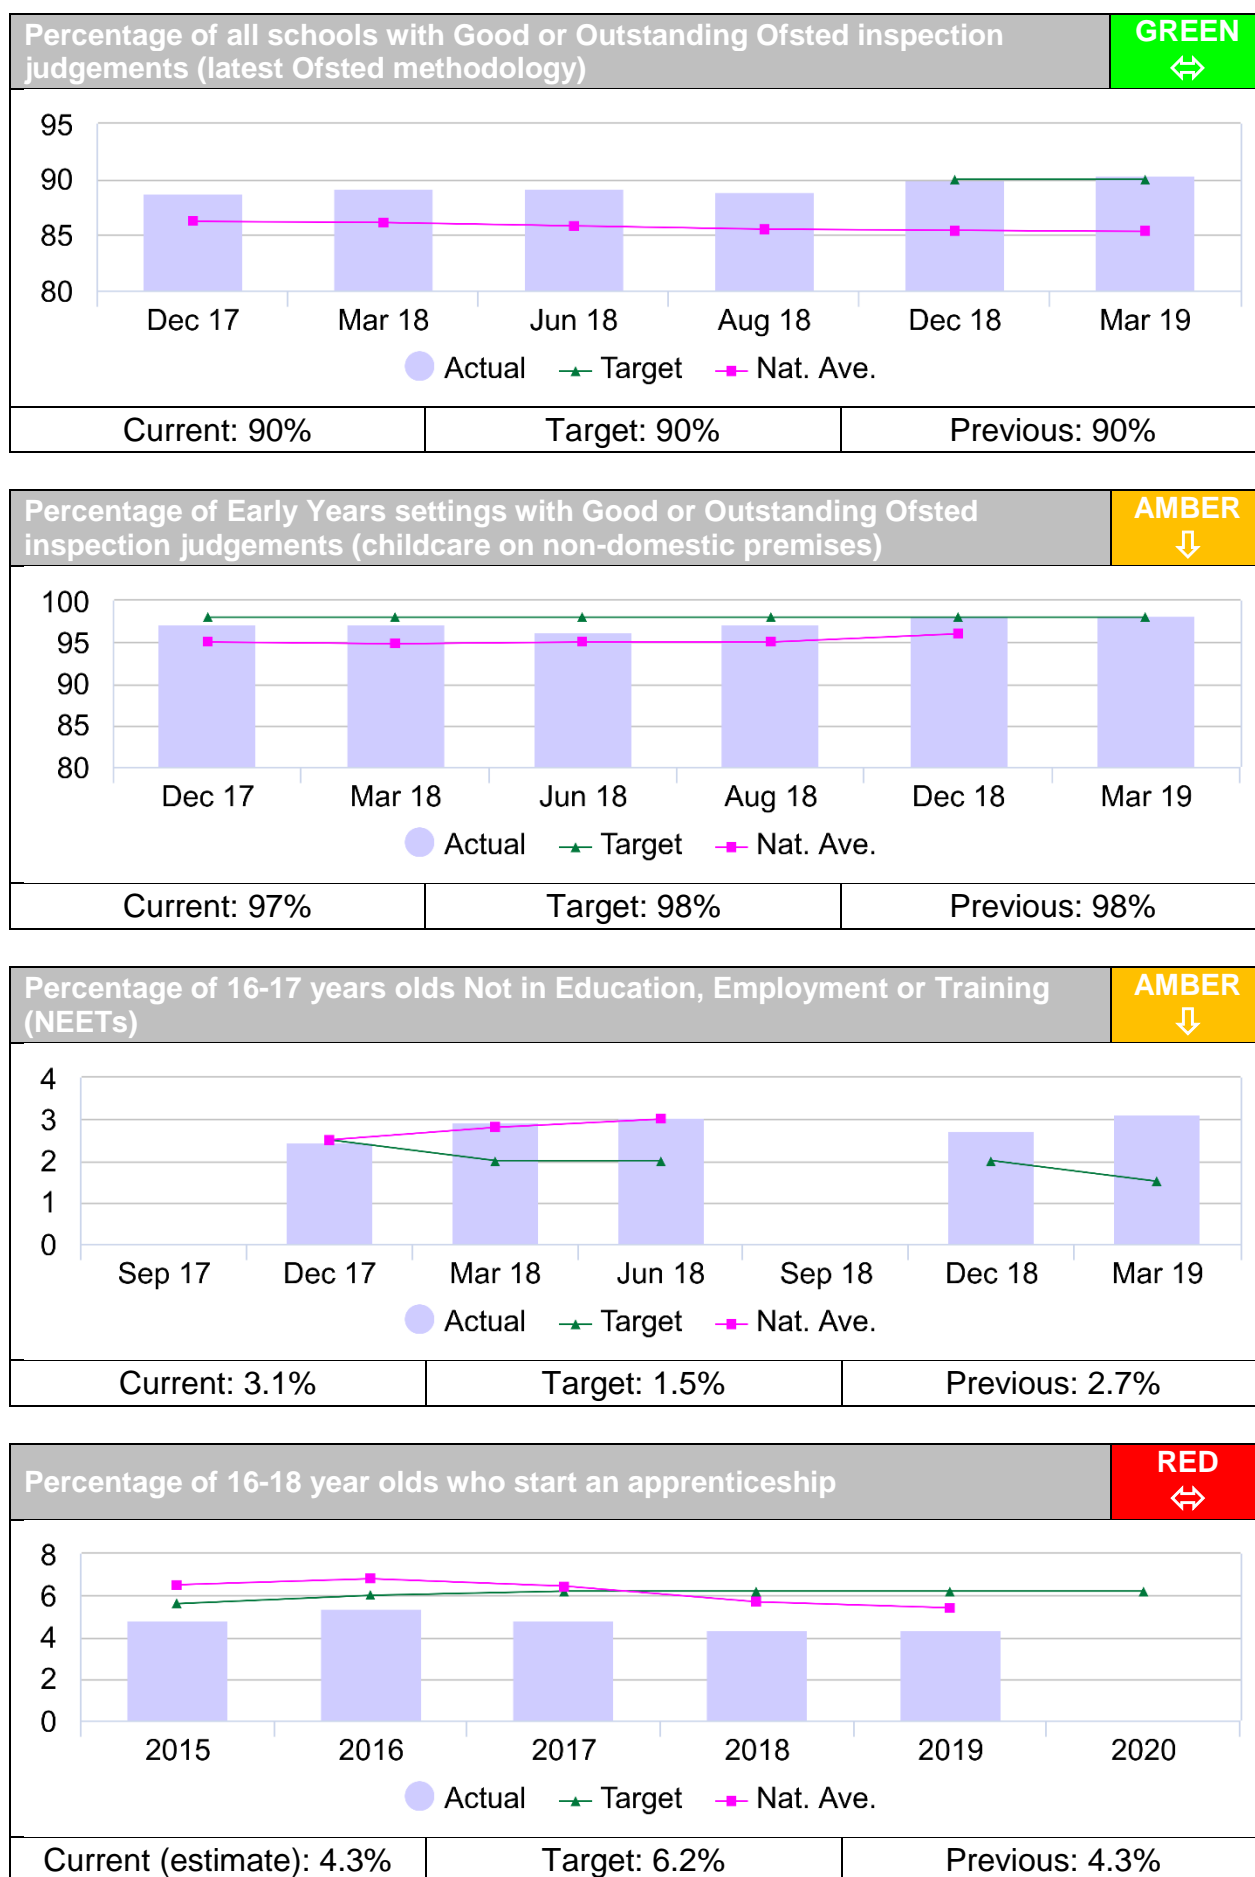 Percentage of all schools with Good or Outstanding Ofsted inspection
judgements (latest Ofsted methodology)
GREEN
⬄
95
90
85
80
Dec 17 Mar 18 Jun 18 Aug 18 Dec 18 Mar 19
Actual Target Nat. Ave.
Current: 90% Target: 90% Previous: 90%
Percentage of Early Years settings with Good or Outstanding Ofsted
inspection judgements (childcare on non-domestic premises)
AMBER
⇩
100
95
90
85
80
Dec 17 Mar 18 Jun 18 Aug 18 Dec 18 Mar 19
Actual Target Nat. Ave.
Current: 97% Target: 98% Previous: 98%
Percentage of 16-17 years olds Not in Education, Employment or Training
(NEETs)
AMBER
⇩
4
3
2
1
0
Sep 17 Dec 17 Mar 18 Jun 18 Sep 18 Dec 18 Mar 19
Actual Target Nat. Ave.
Current: 3.1% Target: 1.5% Previous: 2.7%
Percentage of 16-18 year olds who start an apprenticeship
RED
⬄
8
6
4
2
0
2015 2016 2017 2018 2019 2020
Actual Target Nat. Ave.
Current (estimate): 4.3% Target: 6.2% Previous: 4.3%